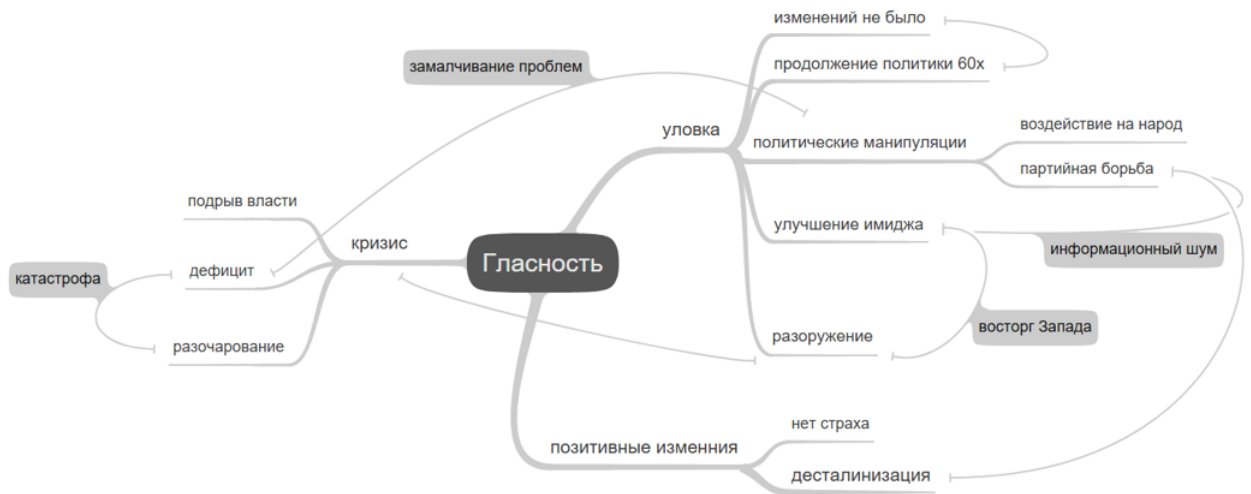 изменений не было
замалчивание проблем
продолжение политики 60х
уловка
воздействие на народ
политические манипуляции
партийная борьба
подрыв власти
улучшение имиджа
кризис
информационный шум
Гласность
катастрофа
дефицит
восторг Запада
разочарование
разоружение
нет страха
позитивные изменния
десталинизация